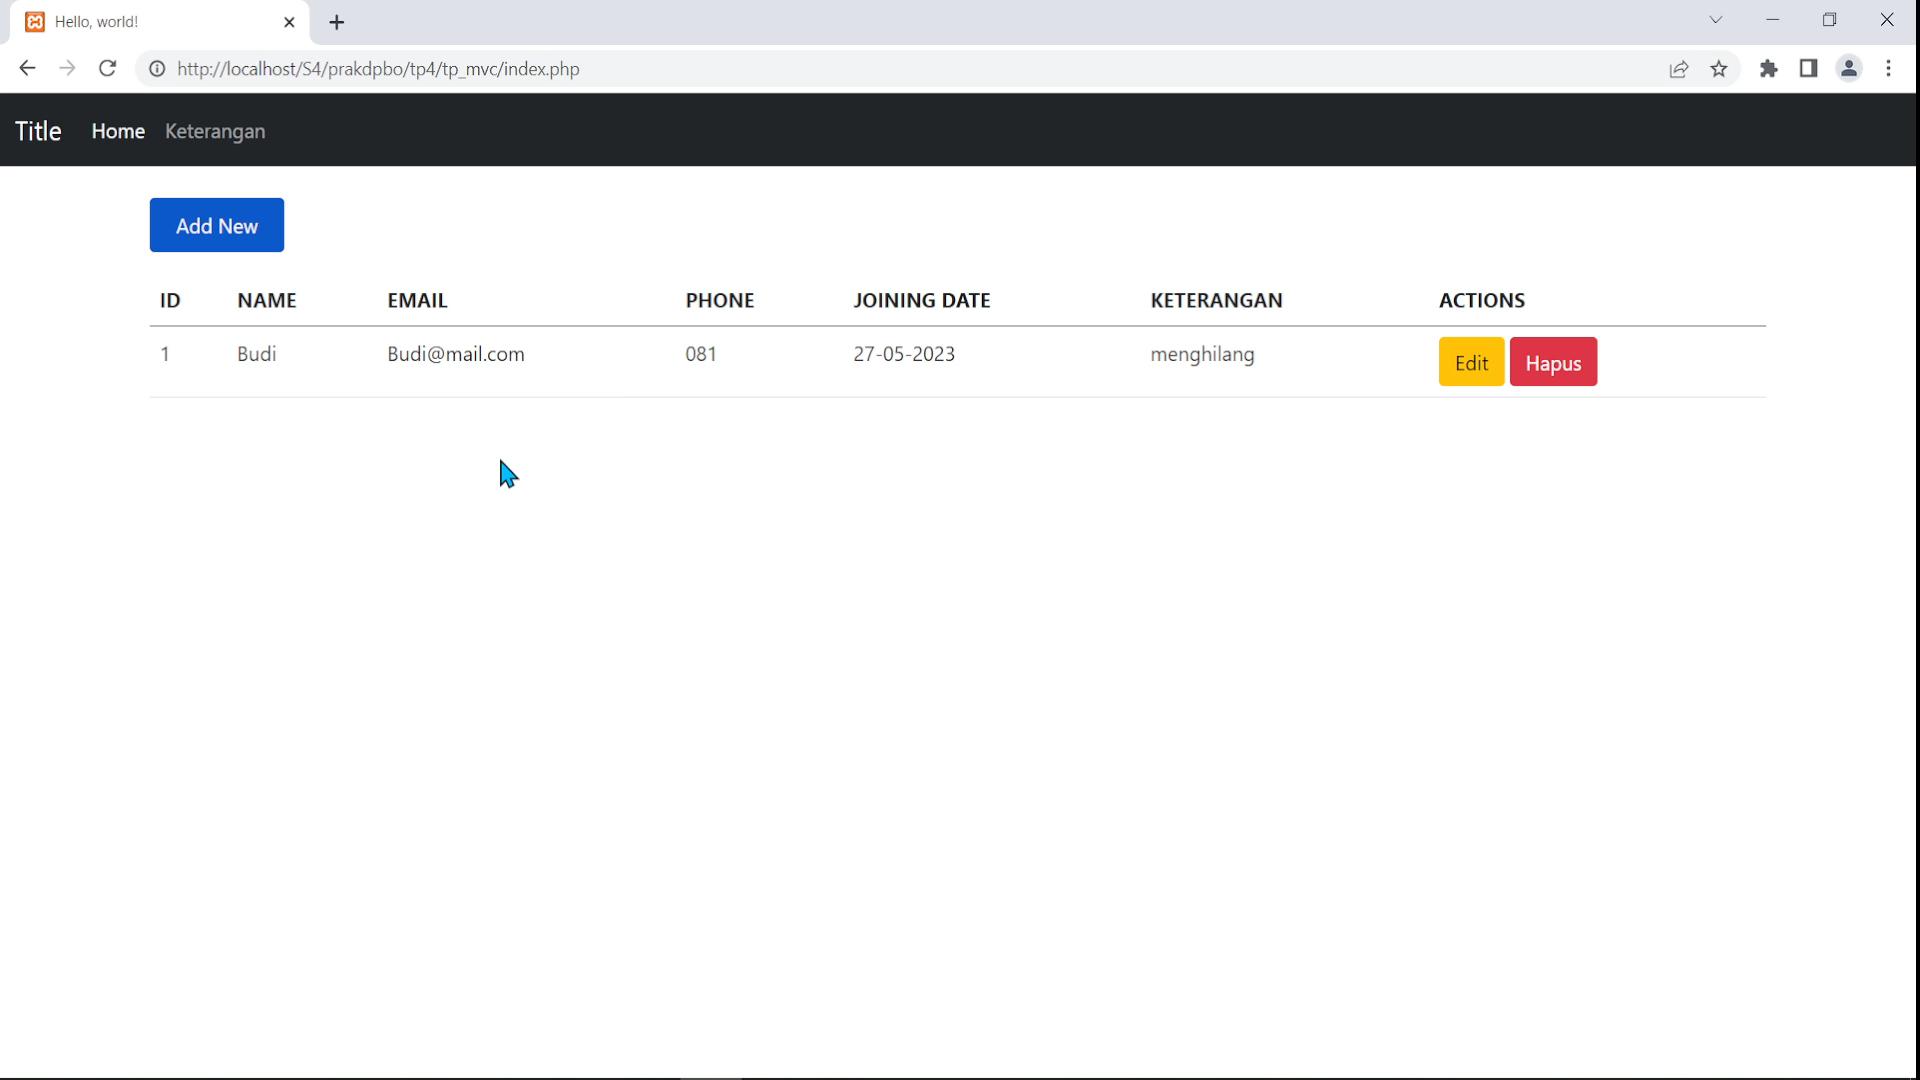 Hello, world!
http://localhost/S4/prakdpbo/tp4/tp_mvc/index.php
Title Home Keterangan
Add New
ID NAME EMAIL PHONE JOINING DATE KETERANGAN ACTIONS
1 Budi Budi@mail.com 081 27-05-2023 menghilang Edit Hapus